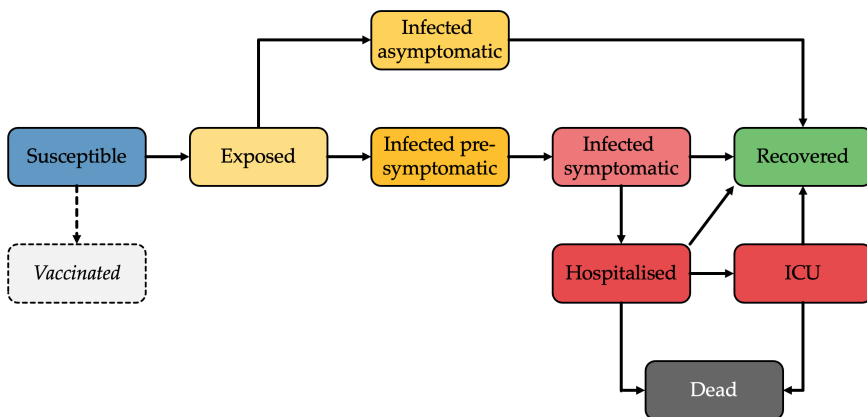 Infected
asymptomatic
Susceptible
Exposed
Infected pre-
symptomatic
Infected
symptomatic
Recovered
Vaccinated
Hospitalised
ICU
Dead